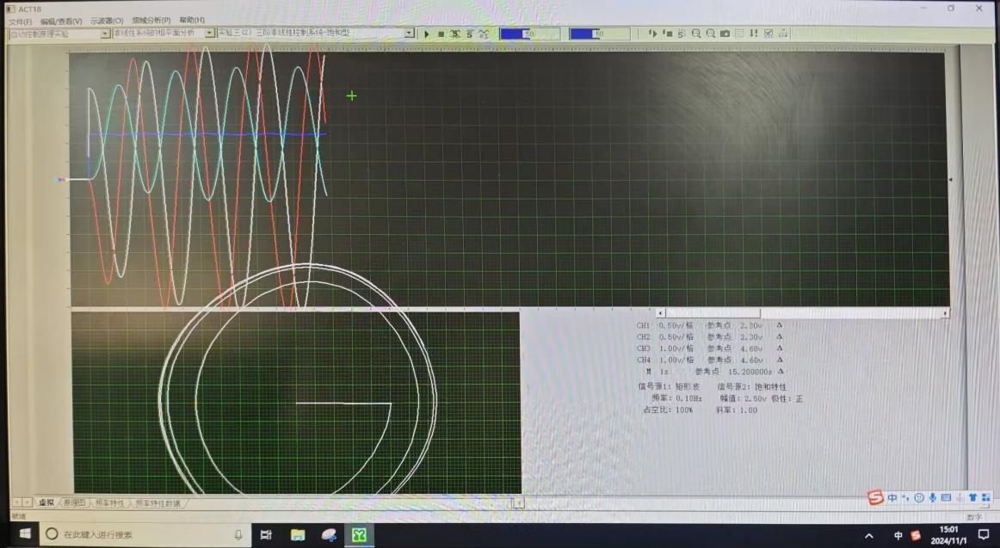 ACT18
文件(F) 编辑/查看(V) 示波器(O) 频域分析(P) 帮助(H)
自动控制原理实验 非线性系统的相平面分析 实验三(2) 三阶非线性控制系统-饱和型 50 50
CH1 0.50v/格 参考点 2.30v Δ
CH2 0.50v/格 参考点 2.30v Δ
CH3 1.00v/格 参考点 4.60v Δ
CH4 1.00v/格 参考点 4.60v Δ
M 1s 参考点 15.200000s Δ
信号源1: 矩形波 信号源2: 饱和特性
频率: 0.10Hz 幅值: 2.50v 极性: 正
占空比: 100% 斜率: 1.00
虚拟 原理图 频率特性 频率特性数据
就绪 数字
在此键入进行搜索
中
中 15:01
2024/11/1